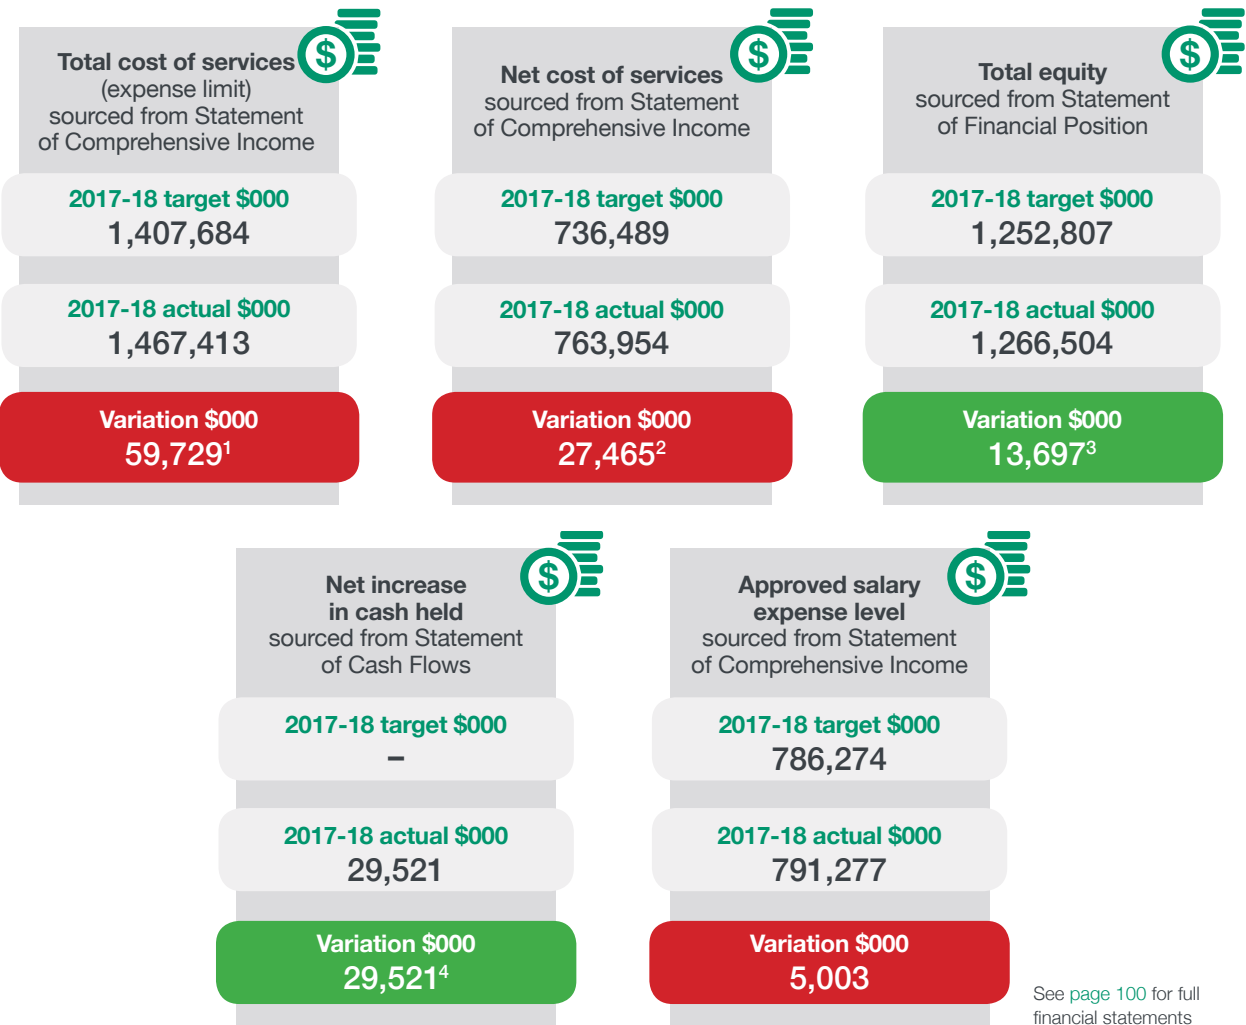 Total cost of services
(expense limit)
sourced from Statement
of Comprehensive Income
2017-18 target $000
1,407,684
2017-18 actual $000
1,467,413
Variation $000
59,729¹
$
Net cost of services
sourced from Statement
of Comprehensive Income
2017-18 target $000
736,489
2017-18 actual $000
763,954
Variation $000
27,465²
$
Total equity
sourced from Statement
of Financial Position
2017-18 target $000
1,252,807
2017-18 actual $000
1,266,504
Variation $000
13,697³
$
Net increase
in cash held
sourced from Statement
of Cash Flows
2017-18 target $000
–
2017-18 actual $000
29,521
Variation $000
29,521⁴
$
Approved salary
expense level
sourced from Statement
of Comprehensive Income
2017-18 target $000
786,274
2017-18 actual $000
791,277
Variation $000
5,003
$
See page 100 for full
financial statements